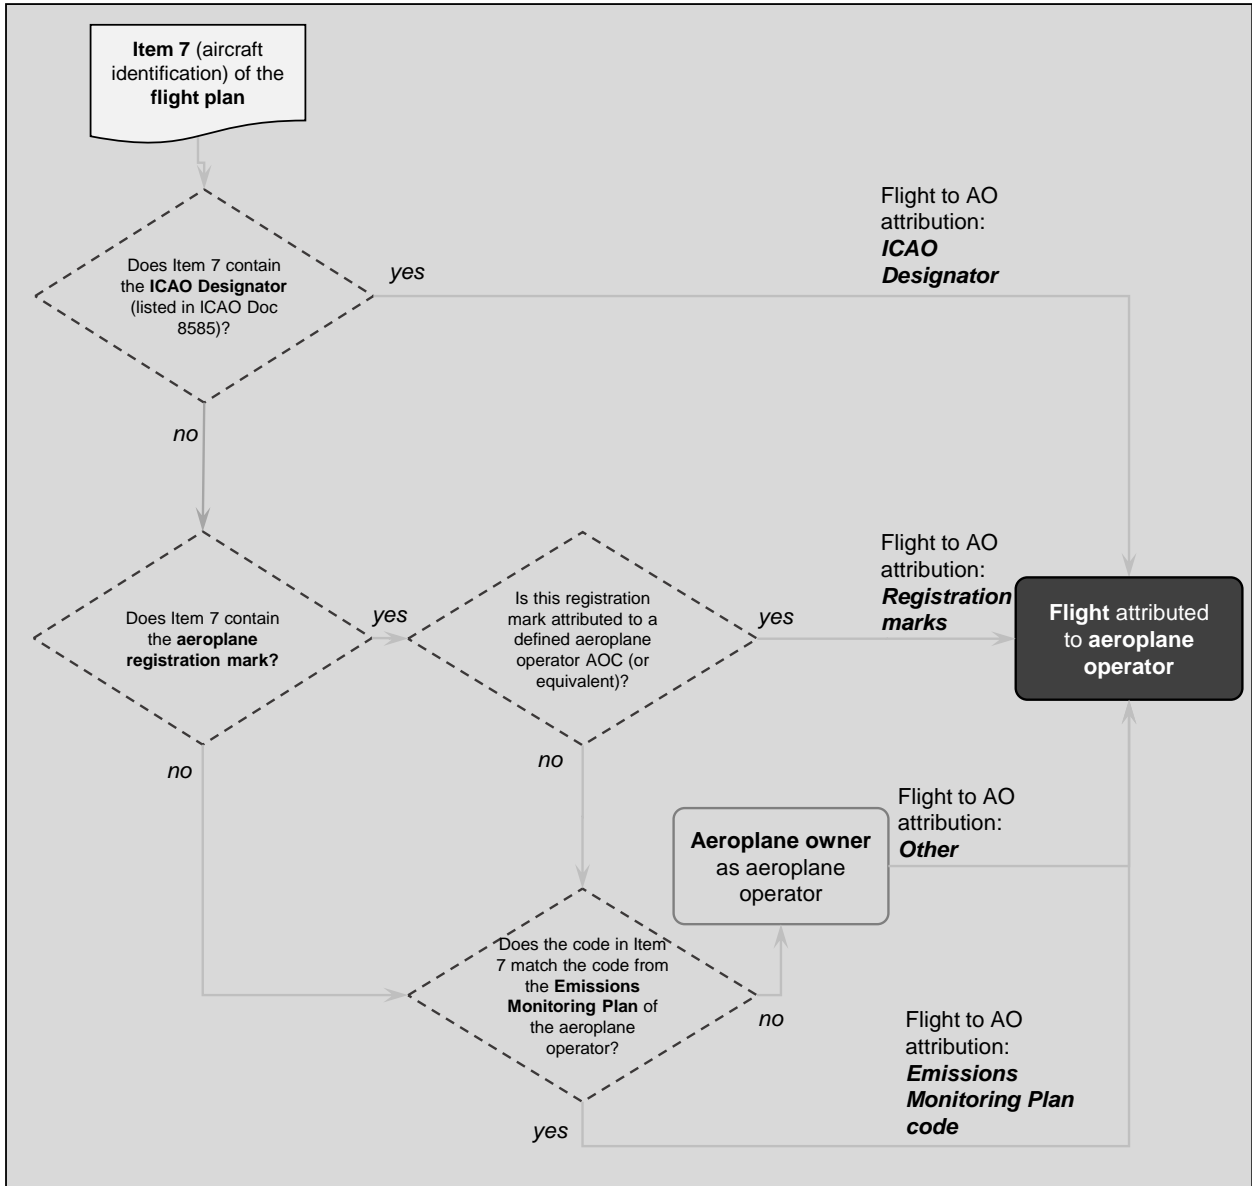 Item 7 (aircraft
identification) of the
flight plan
Flight to AO
attribution:
ICAO
Designator
Does Item 7 contain
the ICAO Designator
(listed in ICAO Doc
8585)?
yes
no
Does Item 7 contain
the aeroplane
registration mark?
yes
Is this registration
mark attributed to a
defined aeroplane
operator AOC (or
equivalent)?
yes
Flight to AO
attribution:
Registration
marks
Flight attributed
to aeroplane
operator
no
no
Aeroplane owner
as aeroplane
operator
Flight to AO
attribution:
Other
Does the code in Item
7 match the code from
the Emissions
Monitoring Plan of
the aeroplane
operator?
no
yes
Flight to AO
attribution:
Emissions
Monitoring Plan
code